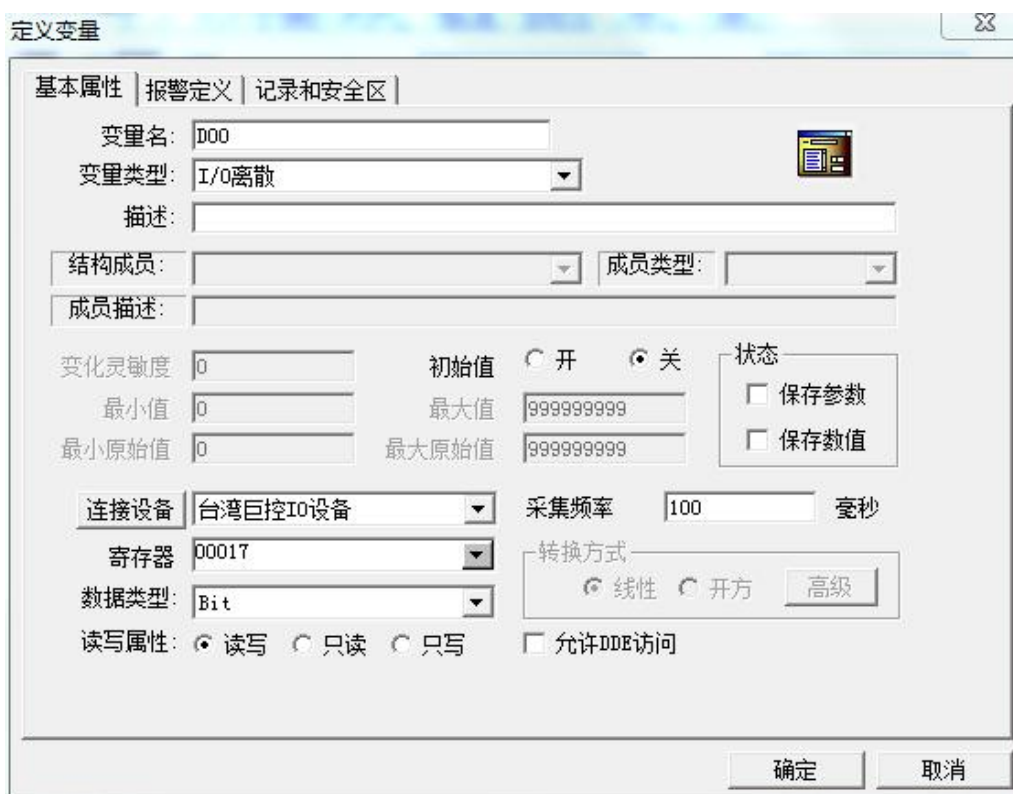 定义变量
基本属性 报警定义 记录和安全区
变量名: DO0
变量类型: I/O离散
描述:
结构成员: 成员类型:
成员描述:
变化灵敏度 0 初始值 开 关 状态
最小值 0 最大值 999999999 保存参数
最小原始值 0 最大原始值 999999999 保存数值
连接设备 台湾巨控IO设备 采集频率 100 毫秒
寄存器 00017 转换方式
线性 开方 高级
数据类型: Bit
读写属性: 读写 只读 只写 允许DDE访问
确定 取消